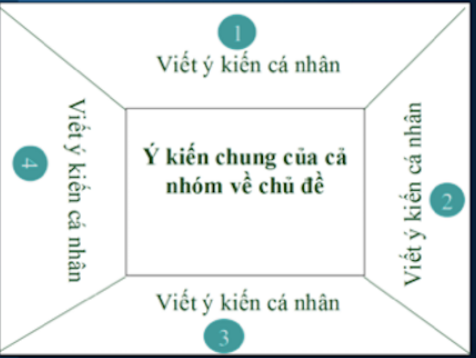 1
Viết ý kiến cá nhân
4
Viết ý kiến cá nhân
Ý kiến chung của cả
nhóm về chủ đề
Viết ý kiến cá nhân
2
Viết ý kiến cá nhân
3